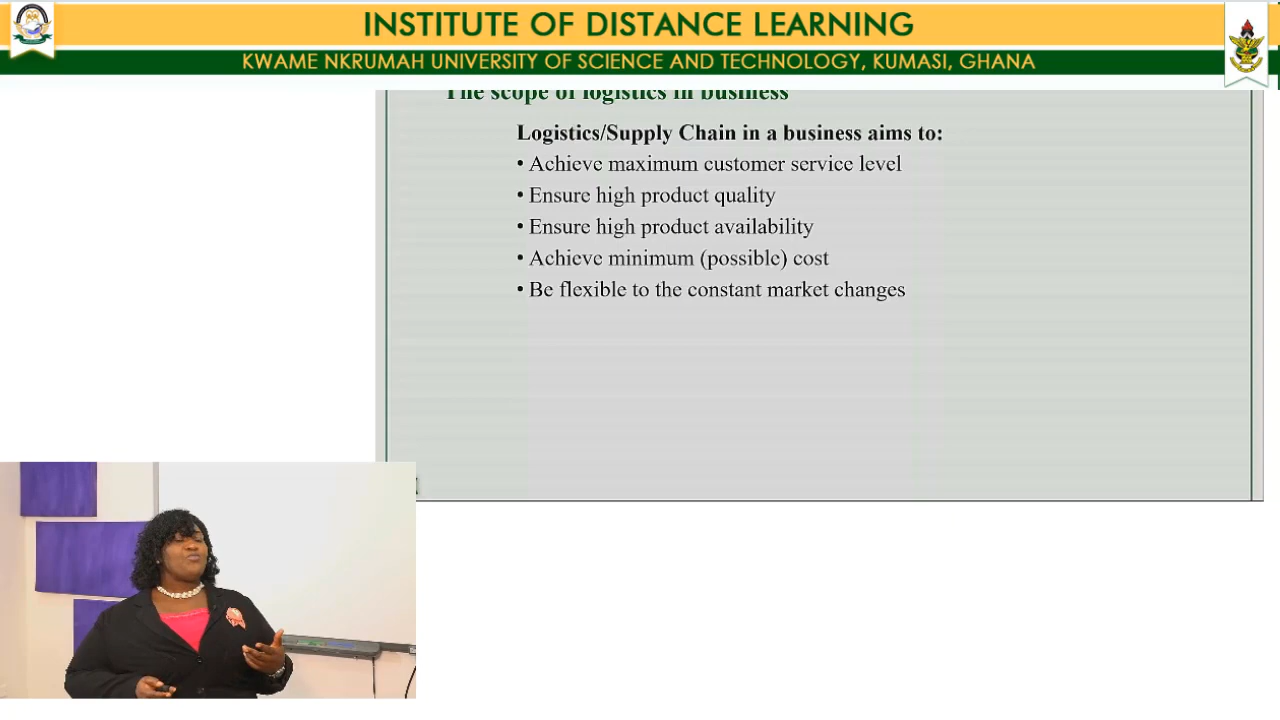 INSTITUTE OF DISTANCE LEARNING
KWAME NKRUMAH UNIVERSITY OF SCIENCE AND TECHNOLOGY, KUMASI, GHANA
The scope of logistics in business
Logistics/Supply Chain in a business aims to:
• Achieve maximum customer service level
• Ensure high product quality
• Ensure high product availability
• Achieve minimum (possible) cost
• Be flexible to the constant market changes